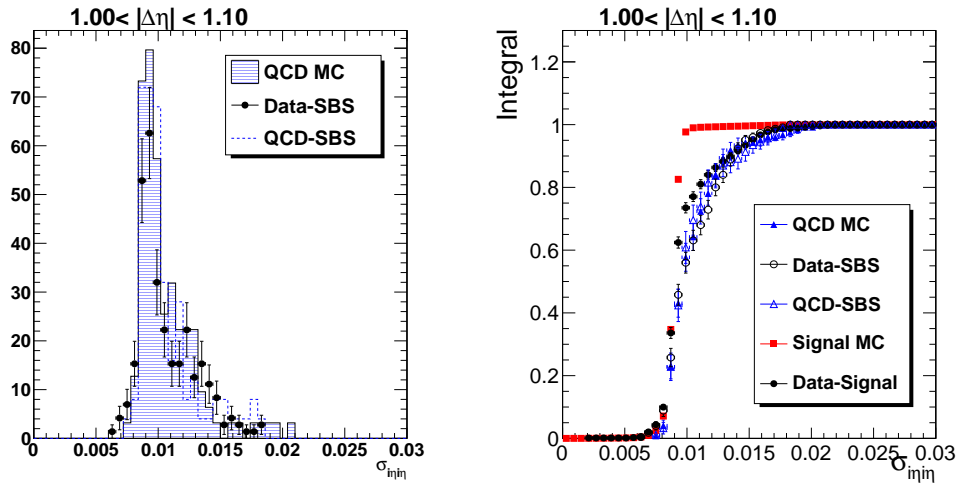 1.00< |Δη| < 1.10
80
70
60
50
40
30
20
10
0
0 0.005 0.01 0.015 0.02 0.025 0.03
σiηiη
QCD MC
Data-SBS
QCD-SBS
1.00< |Δη| < 1.10
Integral
1.2
1
0.8
0.6
0.4
0.2
0
0 0.005 0.01 0.015 0.02 0.025 0.03
σiηiη
QCD MC
Data-SBS
QCD-SBS
Signal MC
Data-Signal